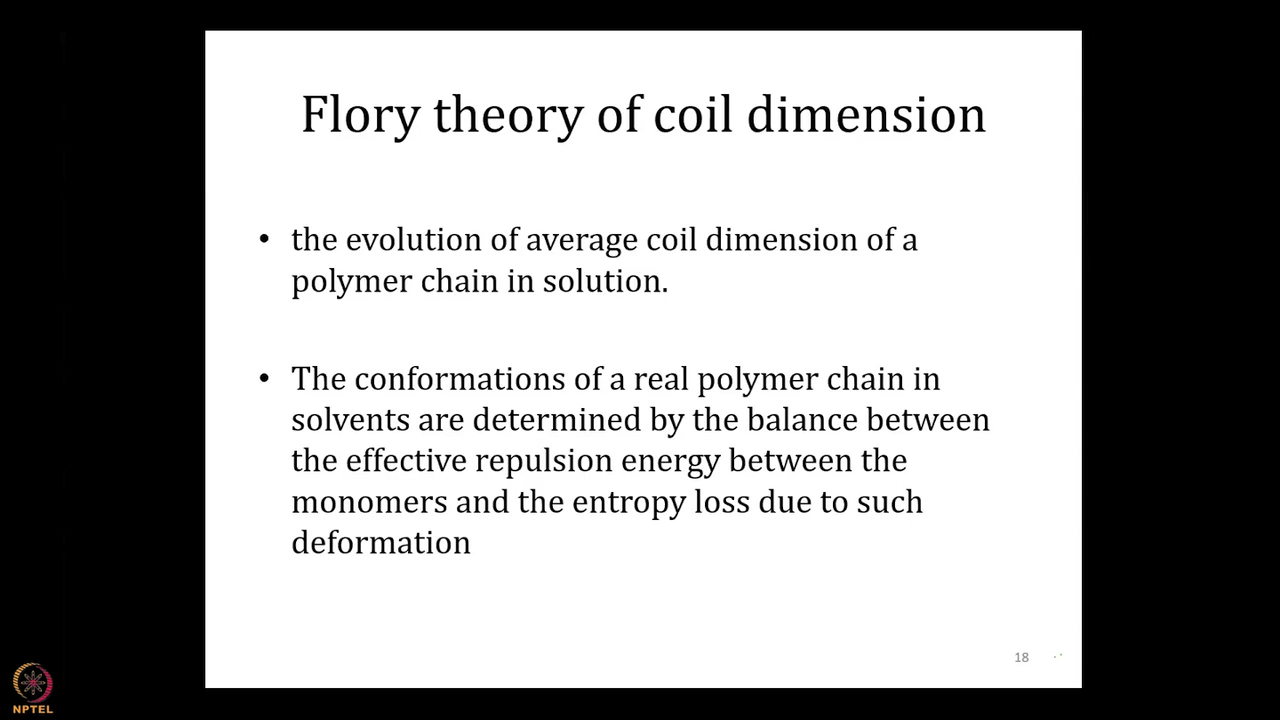 Flory theory of coil dimension
• the evolution of average coil dimension of a
polymer chain in solution.
• The conformations of a real polymer chain in
solvents are determined by the balance between
the effective repulsion energy between the
monomers and the entropy loss due to such
deformation
18
NPTEL